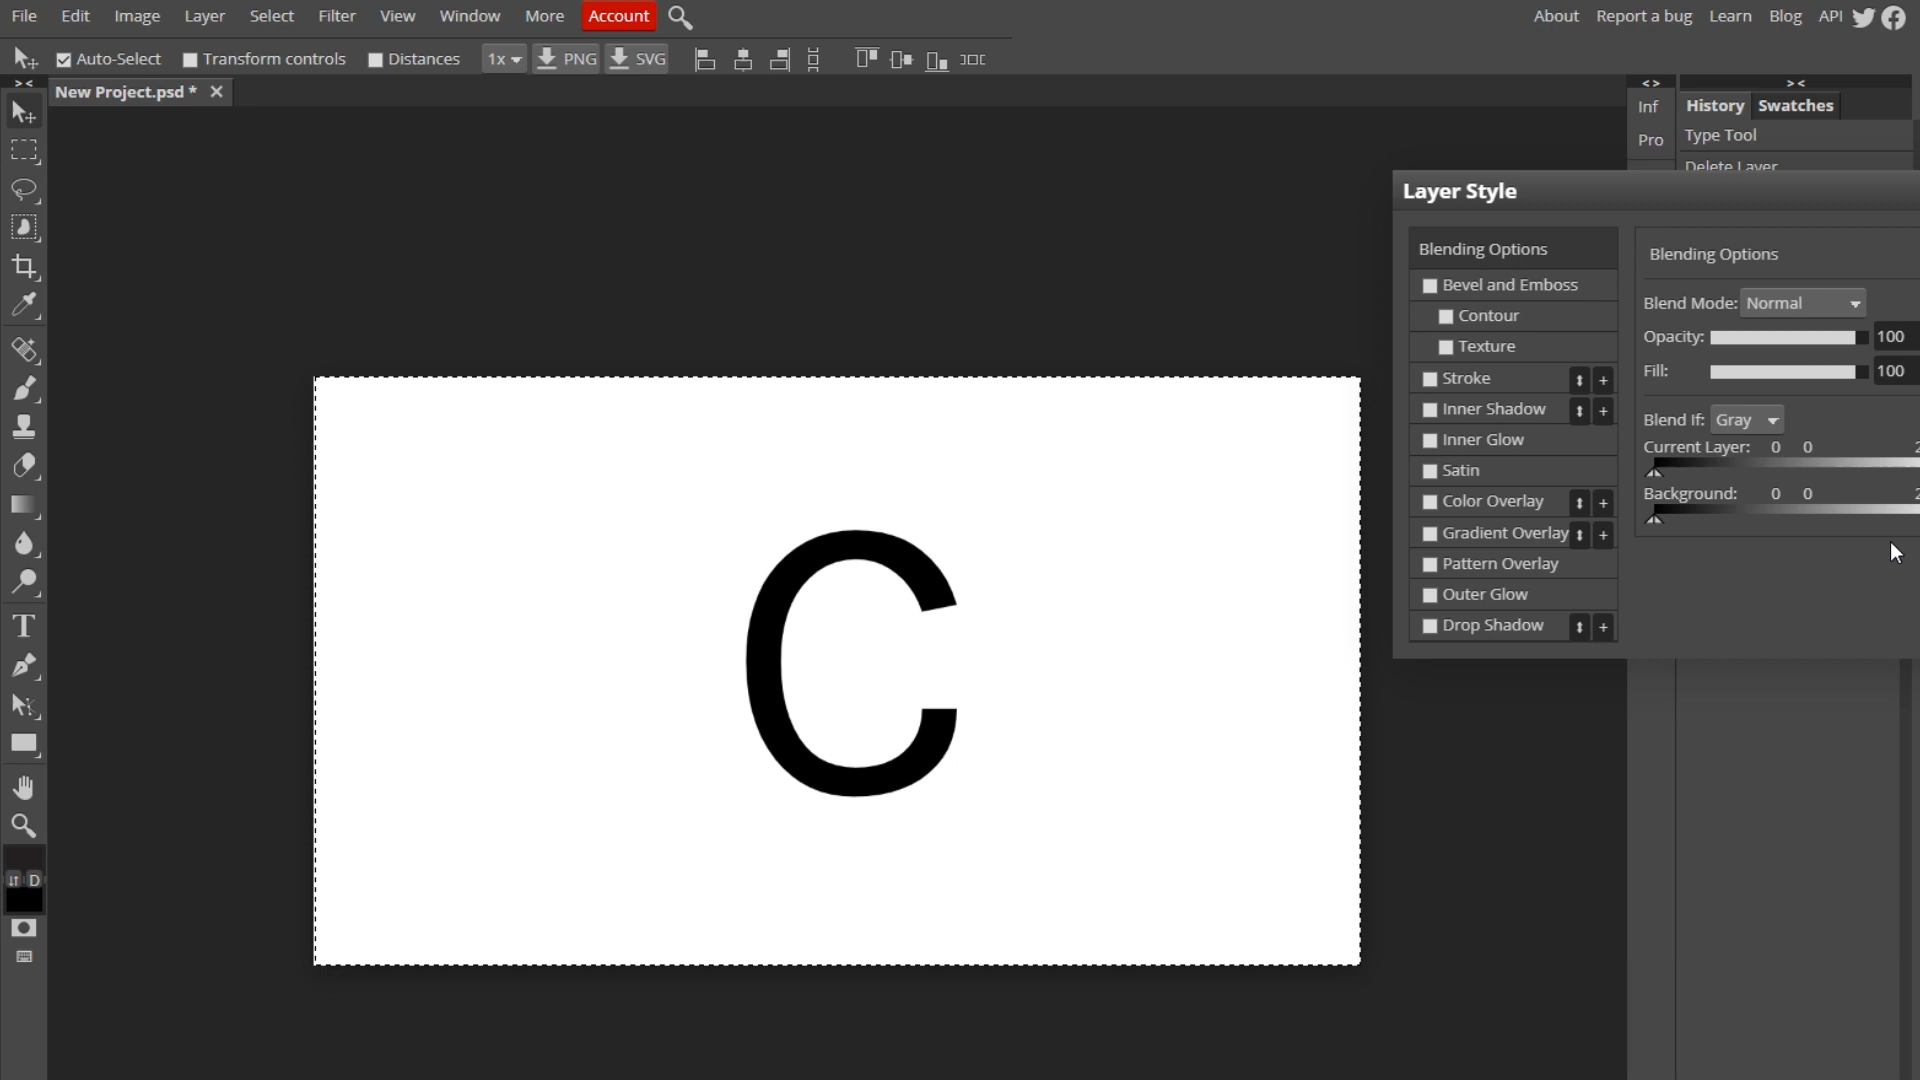 File Edit Image Layer Select Filter View Window More Account About Report a bug Learn Blog API
Auto-Select Transform controls Distances 1x PNG SVG
New Project.psd *
Inf
Pro
History Swatches
Type Tool
Delete Layer
Layer Style
Blending Options
Bevel and Emboss
Contour
Texture
Stroke +
Inner Shadow +
Inner Glow
Satin
Color Overlay +
Gradient Overlay +
Pattern Overlay
Outer Glow
Drop Shadow +
Blending Options
Blend Mode: Normal
Opacity: 100
Fill: 100
Blend If: Gray
Current Layer: 0 0 2
Background: 0 0 2
C
T
D